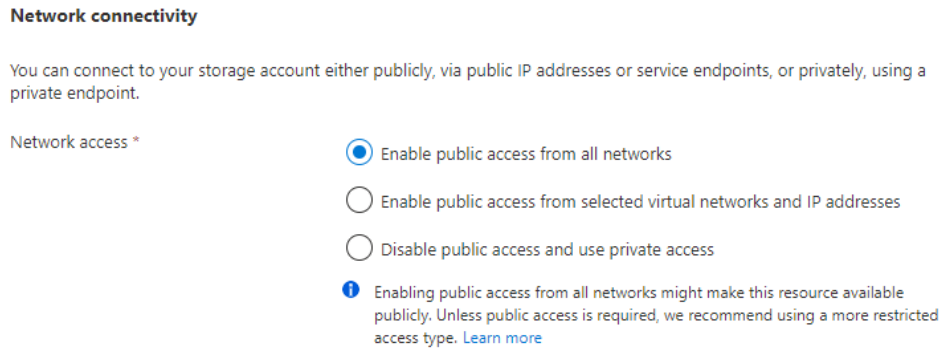 Network connectivity
You can connect to your storage account either publicly, via public IP addresses or service endpoints, or privately, using a
private endpoint.
Network access *
Enable public access from all networks
Enable public access from selected virtual networks and IP addresses
Disable public access and use private access
Enabling public access from all networks might make this resource available
publicly. Unless public access is required, we recommend using a more restricted
access type. Learn more